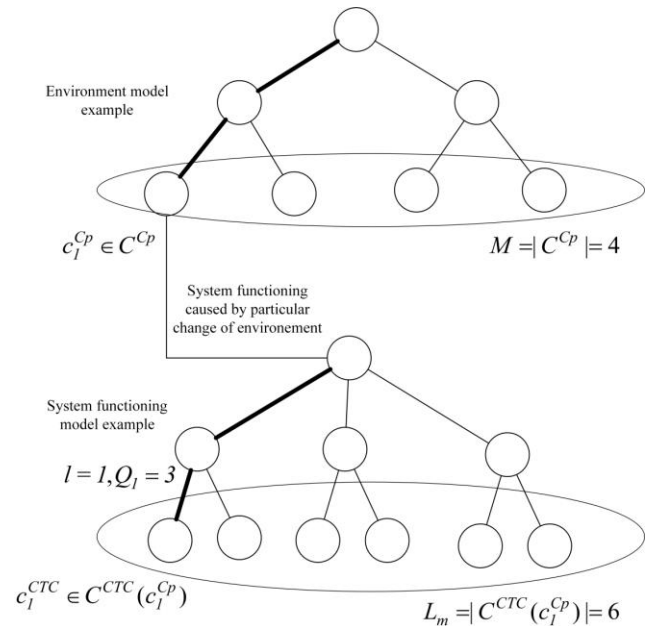 Environment model
example
c_1^{Cp} ∈ C^{Cp}
M = | C^{Cp} | = 4
System functioning
caused by particular
change of environement
System functioning
model example
l = 1, Q_l = 3
c_1^{CTC} ∈ C^{CTC} (c_1^{Cp})
L_m = | C^{CTC} (c_1^{Cp}) | = 6